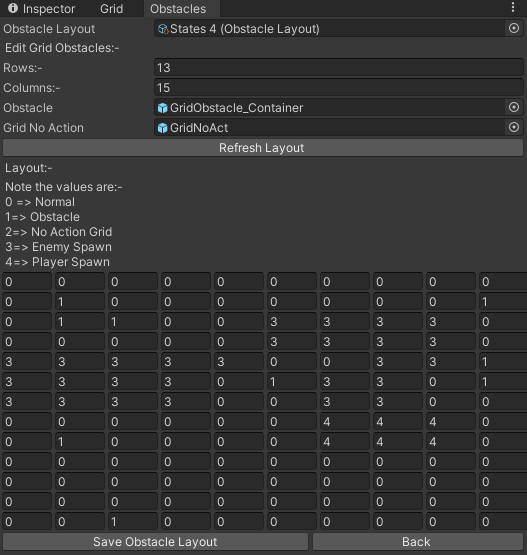 Inspector Grid Obstacles
Obstacle Layout States 4 (Obstacle Layout)
Edit Grid Obstacles:-
Rows:- 13
Columns:- 15
Obstacle GridObstacle_Container
Grid No Action GridNoAct
Refresh Layout
Layout:-
Note the values are:-
0 => Normal
1=> Obstacle
2=> No Action Grid
3=> Enemy Spawn
4=> Player Spawn
0 0 0 0 0 0 0 0 0 0
0 1 0 0 0 0 0 0 0 1
0 1 1 0 0 3 3 3 3 0
0 0 0 0 0 3 3 3 3 0
3 3 3 3 3 0 0 3 3 1
3 3 3 3 0 1 3 3 0 1
3 3 3 3 0 0 3 3 0 0
0 0 0 0 0 0 4 4 4 0
0 1 0 0 0 0 4 4 4 0
0 0 0 0 0 0 0 0 0 0
0 0 0 0 0 0 0 0 0 0
0 0 0 0 0 0 0 0 0 0
0 0 1 0 0 0 0 0 0 0
Save Obstacle Layout Back